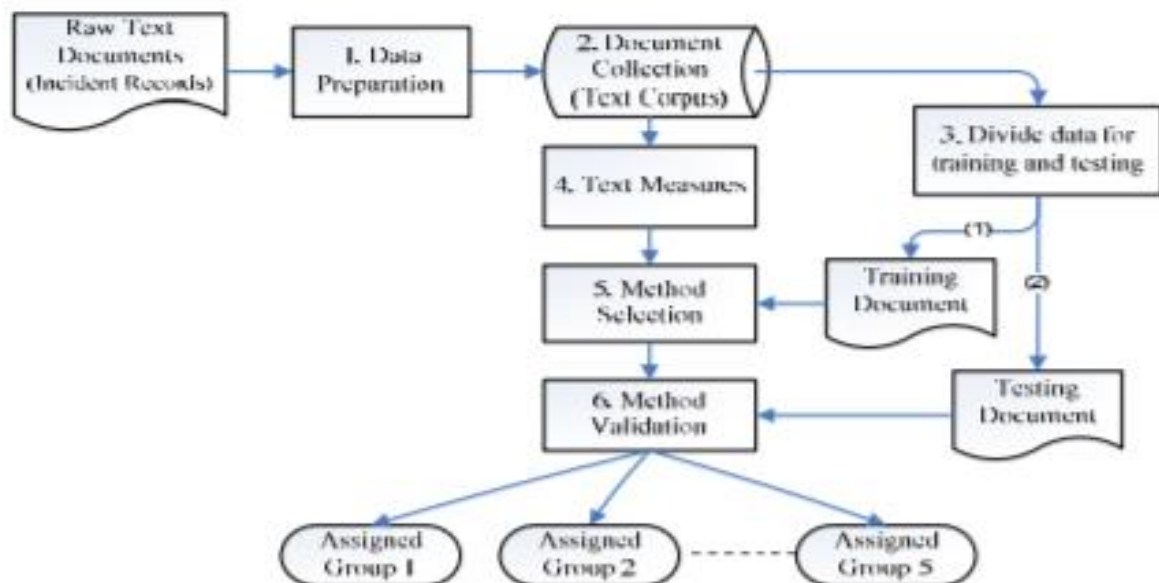 Raw Text
Documents
(Incident Records)
1. Data
Preparation
2. Document
Collection
(Text Corpus)
3. Divide data for
training and testing
4. Text Measures
(1)
(2)
Training
Document
5. Method
Selection
Testing
Document
6. Method
Validation
Assigned
Group 1
Assigned
Group 2
Assigned
Group 5